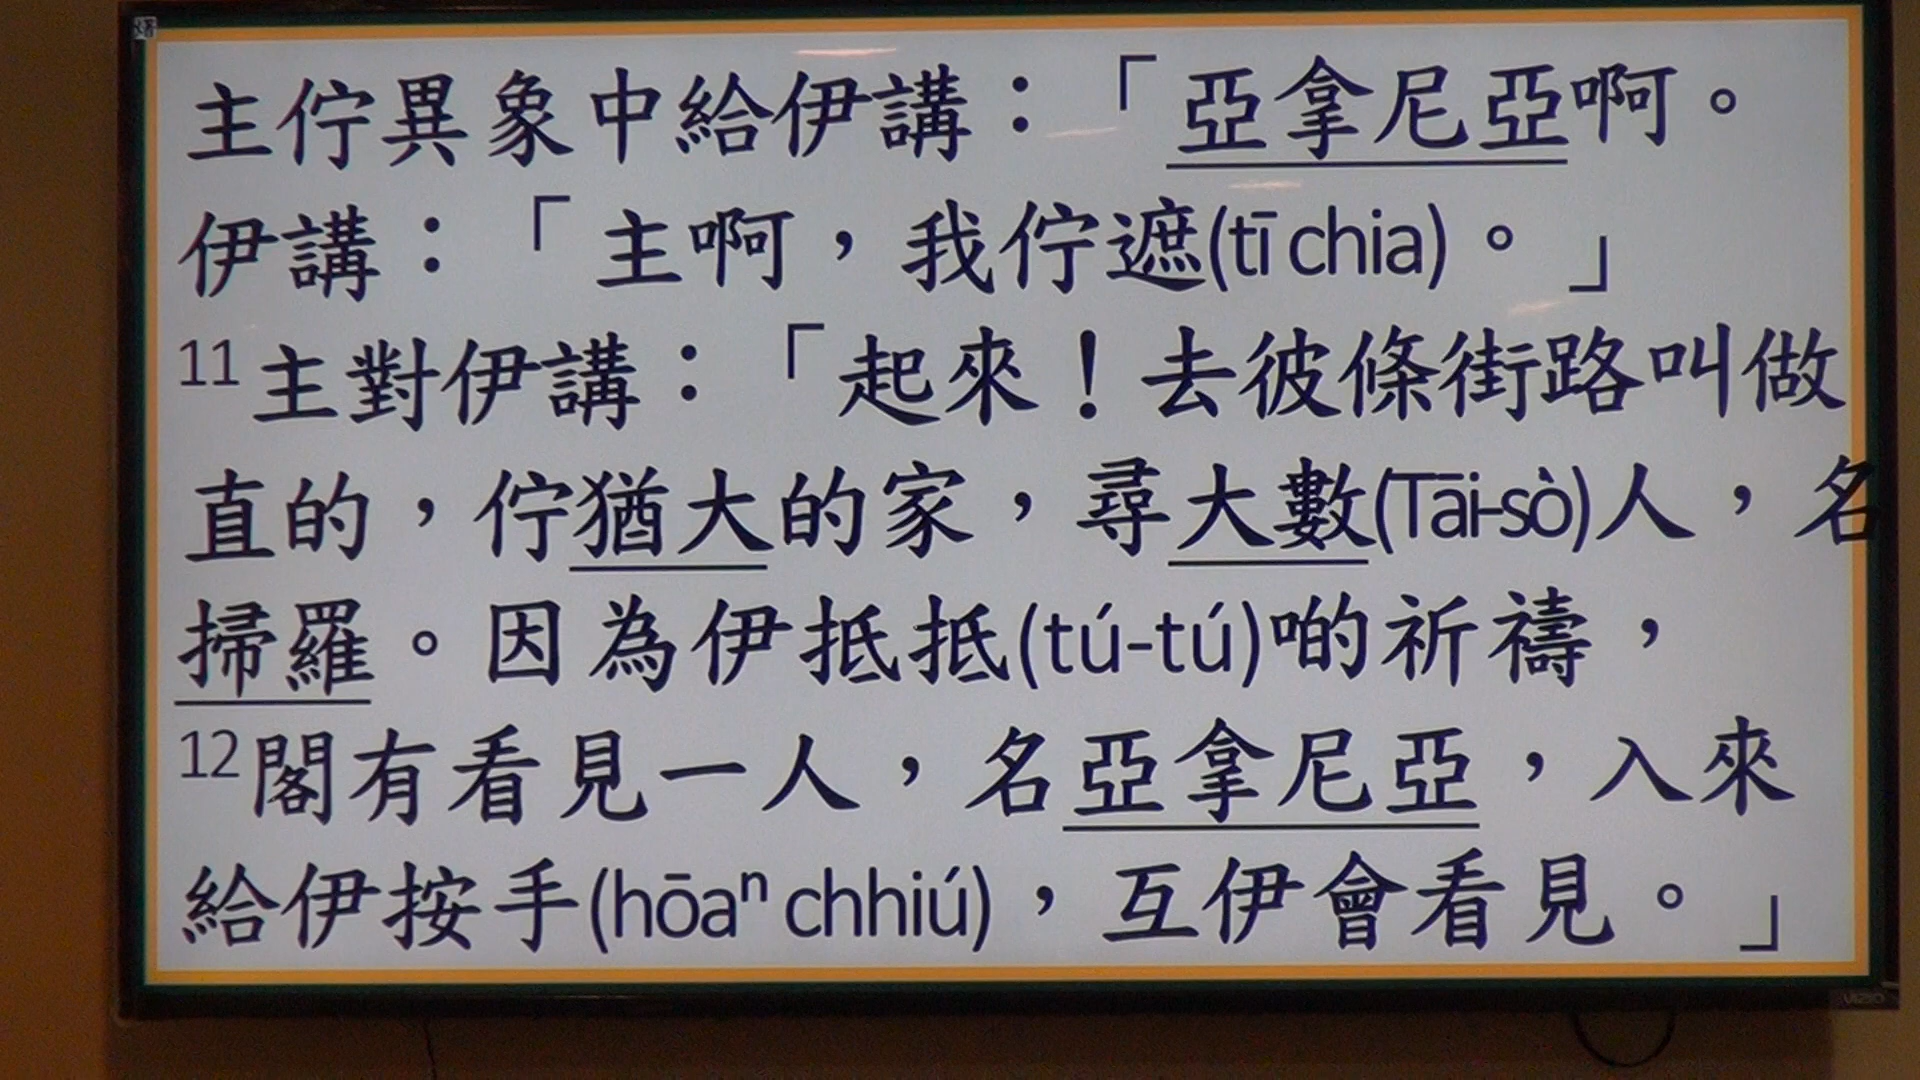 主佇異象中給伊講：「亞拿尼亞啊。
伊講：「主啊，我佇遮(tī chia)。」
11主對伊講：「起來！去彼條街路叫做
直的，佇猶大的家，尋大數(Tāi-sò)人，名
掃羅。因為伊抵抵(tú-tú)啲祈禱，
12閣有看見一人，名亞拿尼亞，入來
給伊按手(hōaⁿ chhiú)，互伊會看見。」
VIZIO